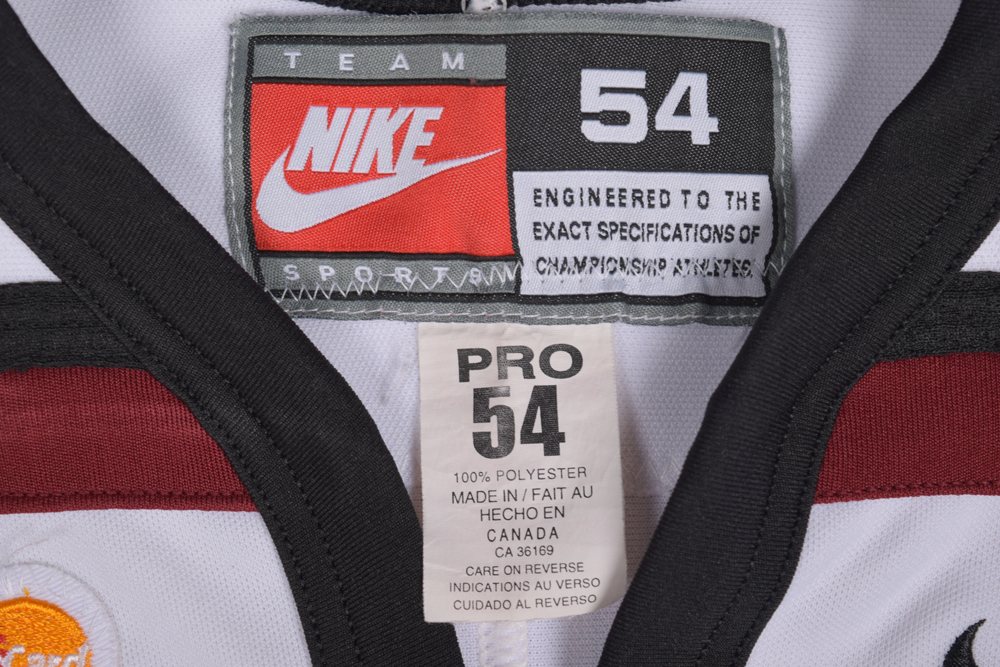 TEAM
NIKE
SPORTS
54
ENGINEERED TO THE
EXACT SPECIFICATIONS OF
CHAMPIONSHIP ATHLETES.
PRO
54
100% POLYESTER
MADE IN / FAIT AU
HECHO EN
CANADA
CA 36169
CARE ON REVERSE
INDICATIONS AU VERSO
CUIDADO AL REVERSO